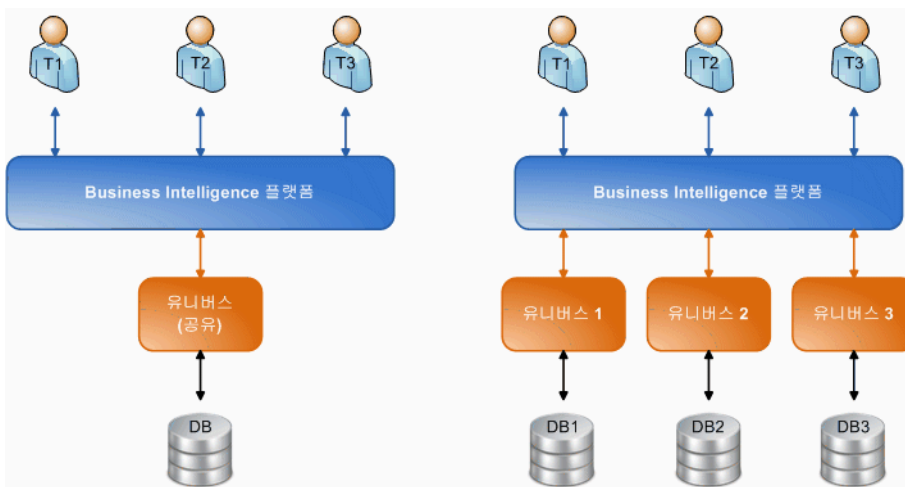 T1
T2
T3
Business Intelligence 플랫폼
유니버스
(공유)
DB
T1
T2
T3
Business Intelligence 플랫폼
유니버스 1
유니버스 2
유니버스 3
DB1
DB2
DB3